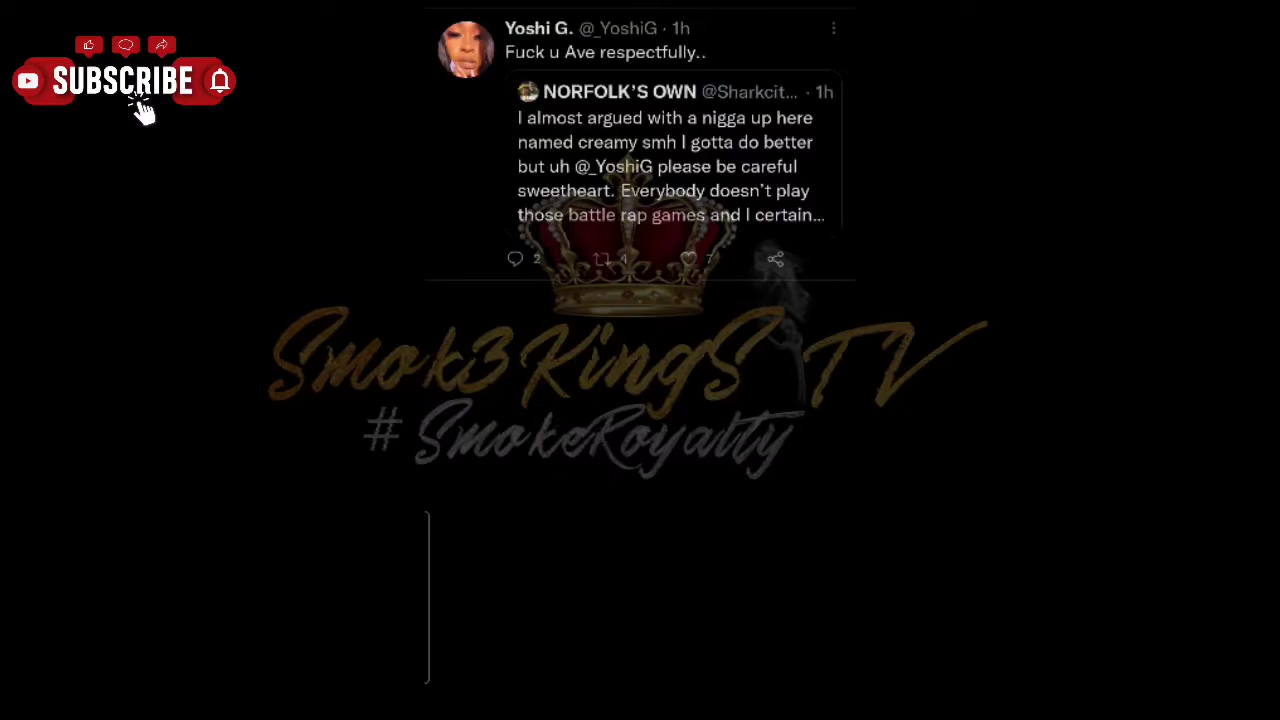 Yoshi G. @_YoshiG · 1h
Fuck u Ave respectfully..
NORFOLK'S OWN @Sharkcit... · 1h
I almost argued with a nigga up here
named creamy smh I gotta do better
but uh @_YoshiG please be careful
sweetheart. Everybody doesn't play
those battle rap games and I certain...
2 4 7
SUBSCRIBE
Smok3KingS TV
#SmokeRoyalty